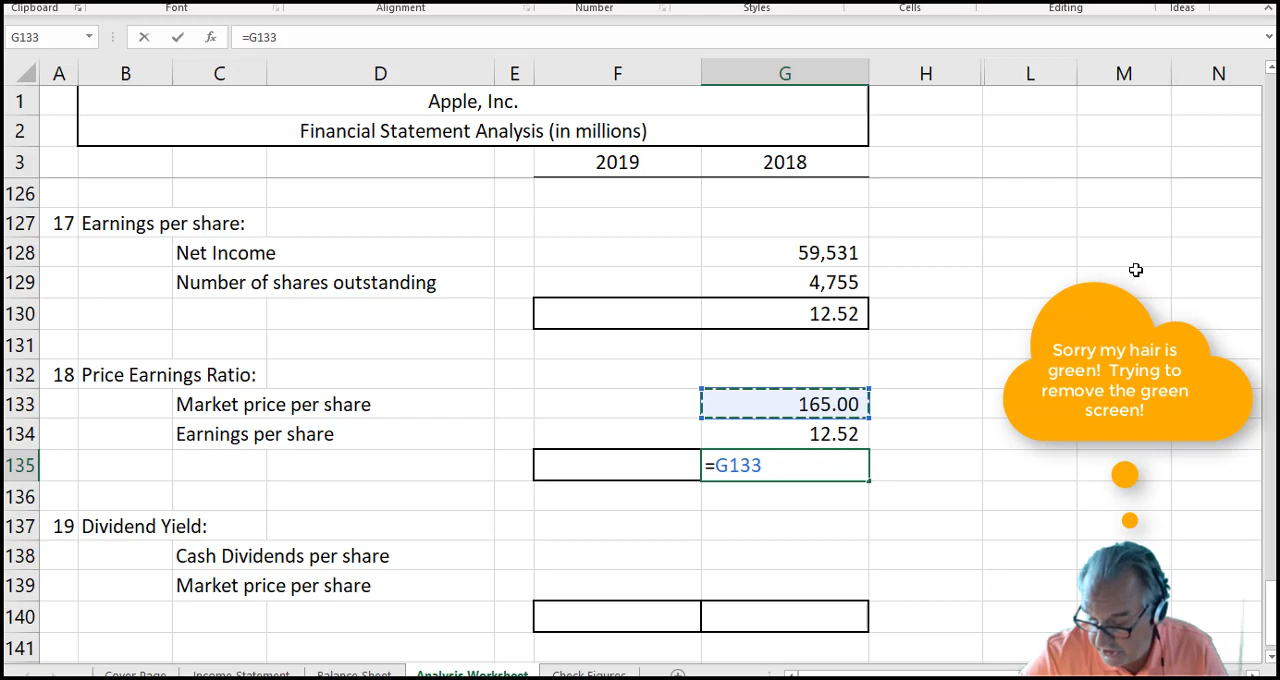 Clipboard Font Alignment Number Styles Cells Editing Ideas
G133 fx =G133
A B C D E F G H L M N
1 Apple, Inc.
2 Financial Statement Analysis (in millions)
3 2019 2018
126
127 17 Earnings per share:
128 Net Income 59,531
129 Number of shares outstanding 4,755
130 12.52
131
132 18 Price Earnings Ratio:
133 Market price per share 165.00
134 Earnings per share 12.52
135 =G133
136
137 19 Dividend Yield:
138 Cash Dividends per share
139 Market price per share
140
141
Sorry my hair is
green! Trying to
remove the green
screen!
Cover Page Income Statement Balance Sheet Analysis Worksheet Check Figures